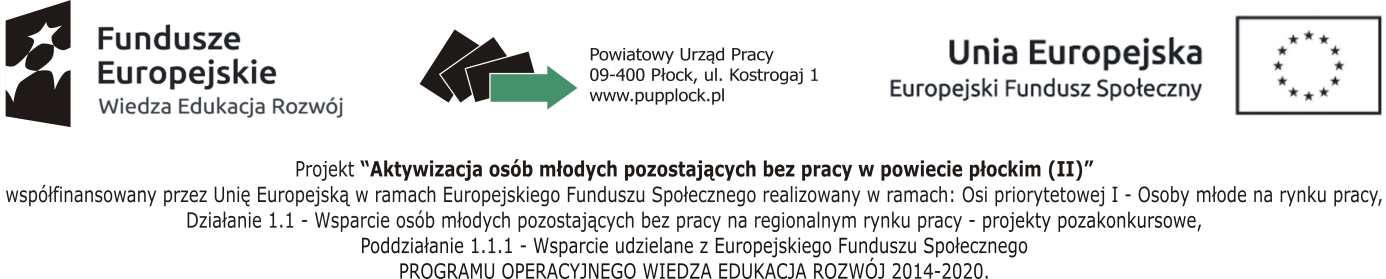 Fundusze
Europejskie
Wiedza Edukacja Rozwój
Powiatowy Urząd Pracy
09-400 Płock, ul. Kostrogaj 1
www.pupplock.pl
Unia Europejska
Europejski Fundusz Społeczny
Projekt “Aktywizacja osób młodych pozostających bez pracy w powiecie płockim (II)”
współfinansowany przez Unię Europejską w ramach Europejskiego Funduszu Społecznego realizowany w ramach: Osi priorytetowej I - Osoby młode na rynku pracy,
Działanie 1.1 - Wsparcie osób młodych pozostających bez pracy na regionalnym rynku pracy - projekty pozakonkursowe,
Poddziałanie 1.1.1 - Wsparcie udzielane z Europejskiego Funduszu Społecznego
PROGRAMU OPERACYJNEGO WIEDZA EDUKACJA ROZWÓJ 2014-2020.